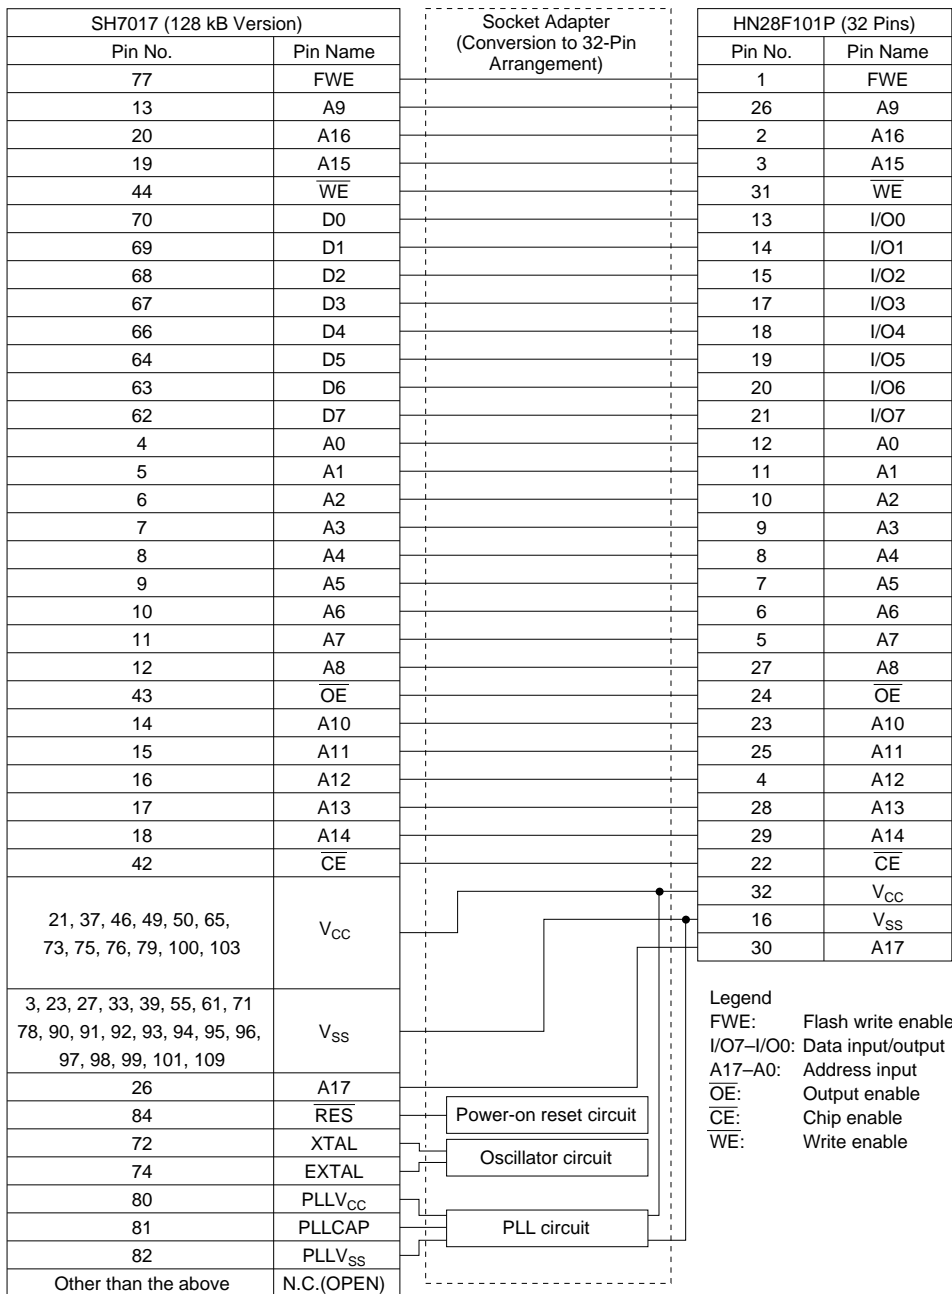 SH7017 (128 kB Version)
Pin No. Pin Name
77 FWE
13 A9
20 A16
19 A15
44 WE
70 D0
69 D1
68 D2
67 D3
66 D4
64 D5
63 D6
62 D7
4 A0
5 A1
6 A2
7 A3
8 A4
9 A5
10 A6
11 A7
12 A8
43 OE
14 A10
15 A11
16 A12
17 A13
18 A14
42 CE
21, 37, 46, 49, 50, 65,
73, 75, 76, 79, 100, 103
VCC
3, 23, 27, 33, 39, 55, 61, 71
78, 90, 91, 92, 93, 94, 95, 96,
97, 98, 99, 101, 109
VSS
26 A17
84 RES
72 XTAL
74 EXTAL
80 PLLVCC
81 PLLCAP
82 PLLVSS
Other than the above N.C.(OPEN)
Socket Adapter
(Conversion to 32-Pin
Arrangement)
Power-on reset circuit
Oscillator circuit
PLL circuit
HN28F101P (32 Pins)
Pin No. Pin Name
1 FWE
26 A9
2 A16
3 A15
31 WE
13 I/O0
14 I/O1
15 I/O2
17 I/O3
18 I/O4
19 I/O5
20 I/O6
21 I/O7
12 A0
11 A1
10 A2
9 A3
8 A4
7 A5
6 A6
5 A7
27 A8
24 OE
23 A10
25 A11
4 A12
28 A13
29 A14
22 CE
32 VCC
16 VSS
30 A17
Legend
FWE: Flash write enable
I/O7–I/O0: Data input/output
A17–A0: Address input
OE: Output enable
CE: Chip enable
WE: Write enable